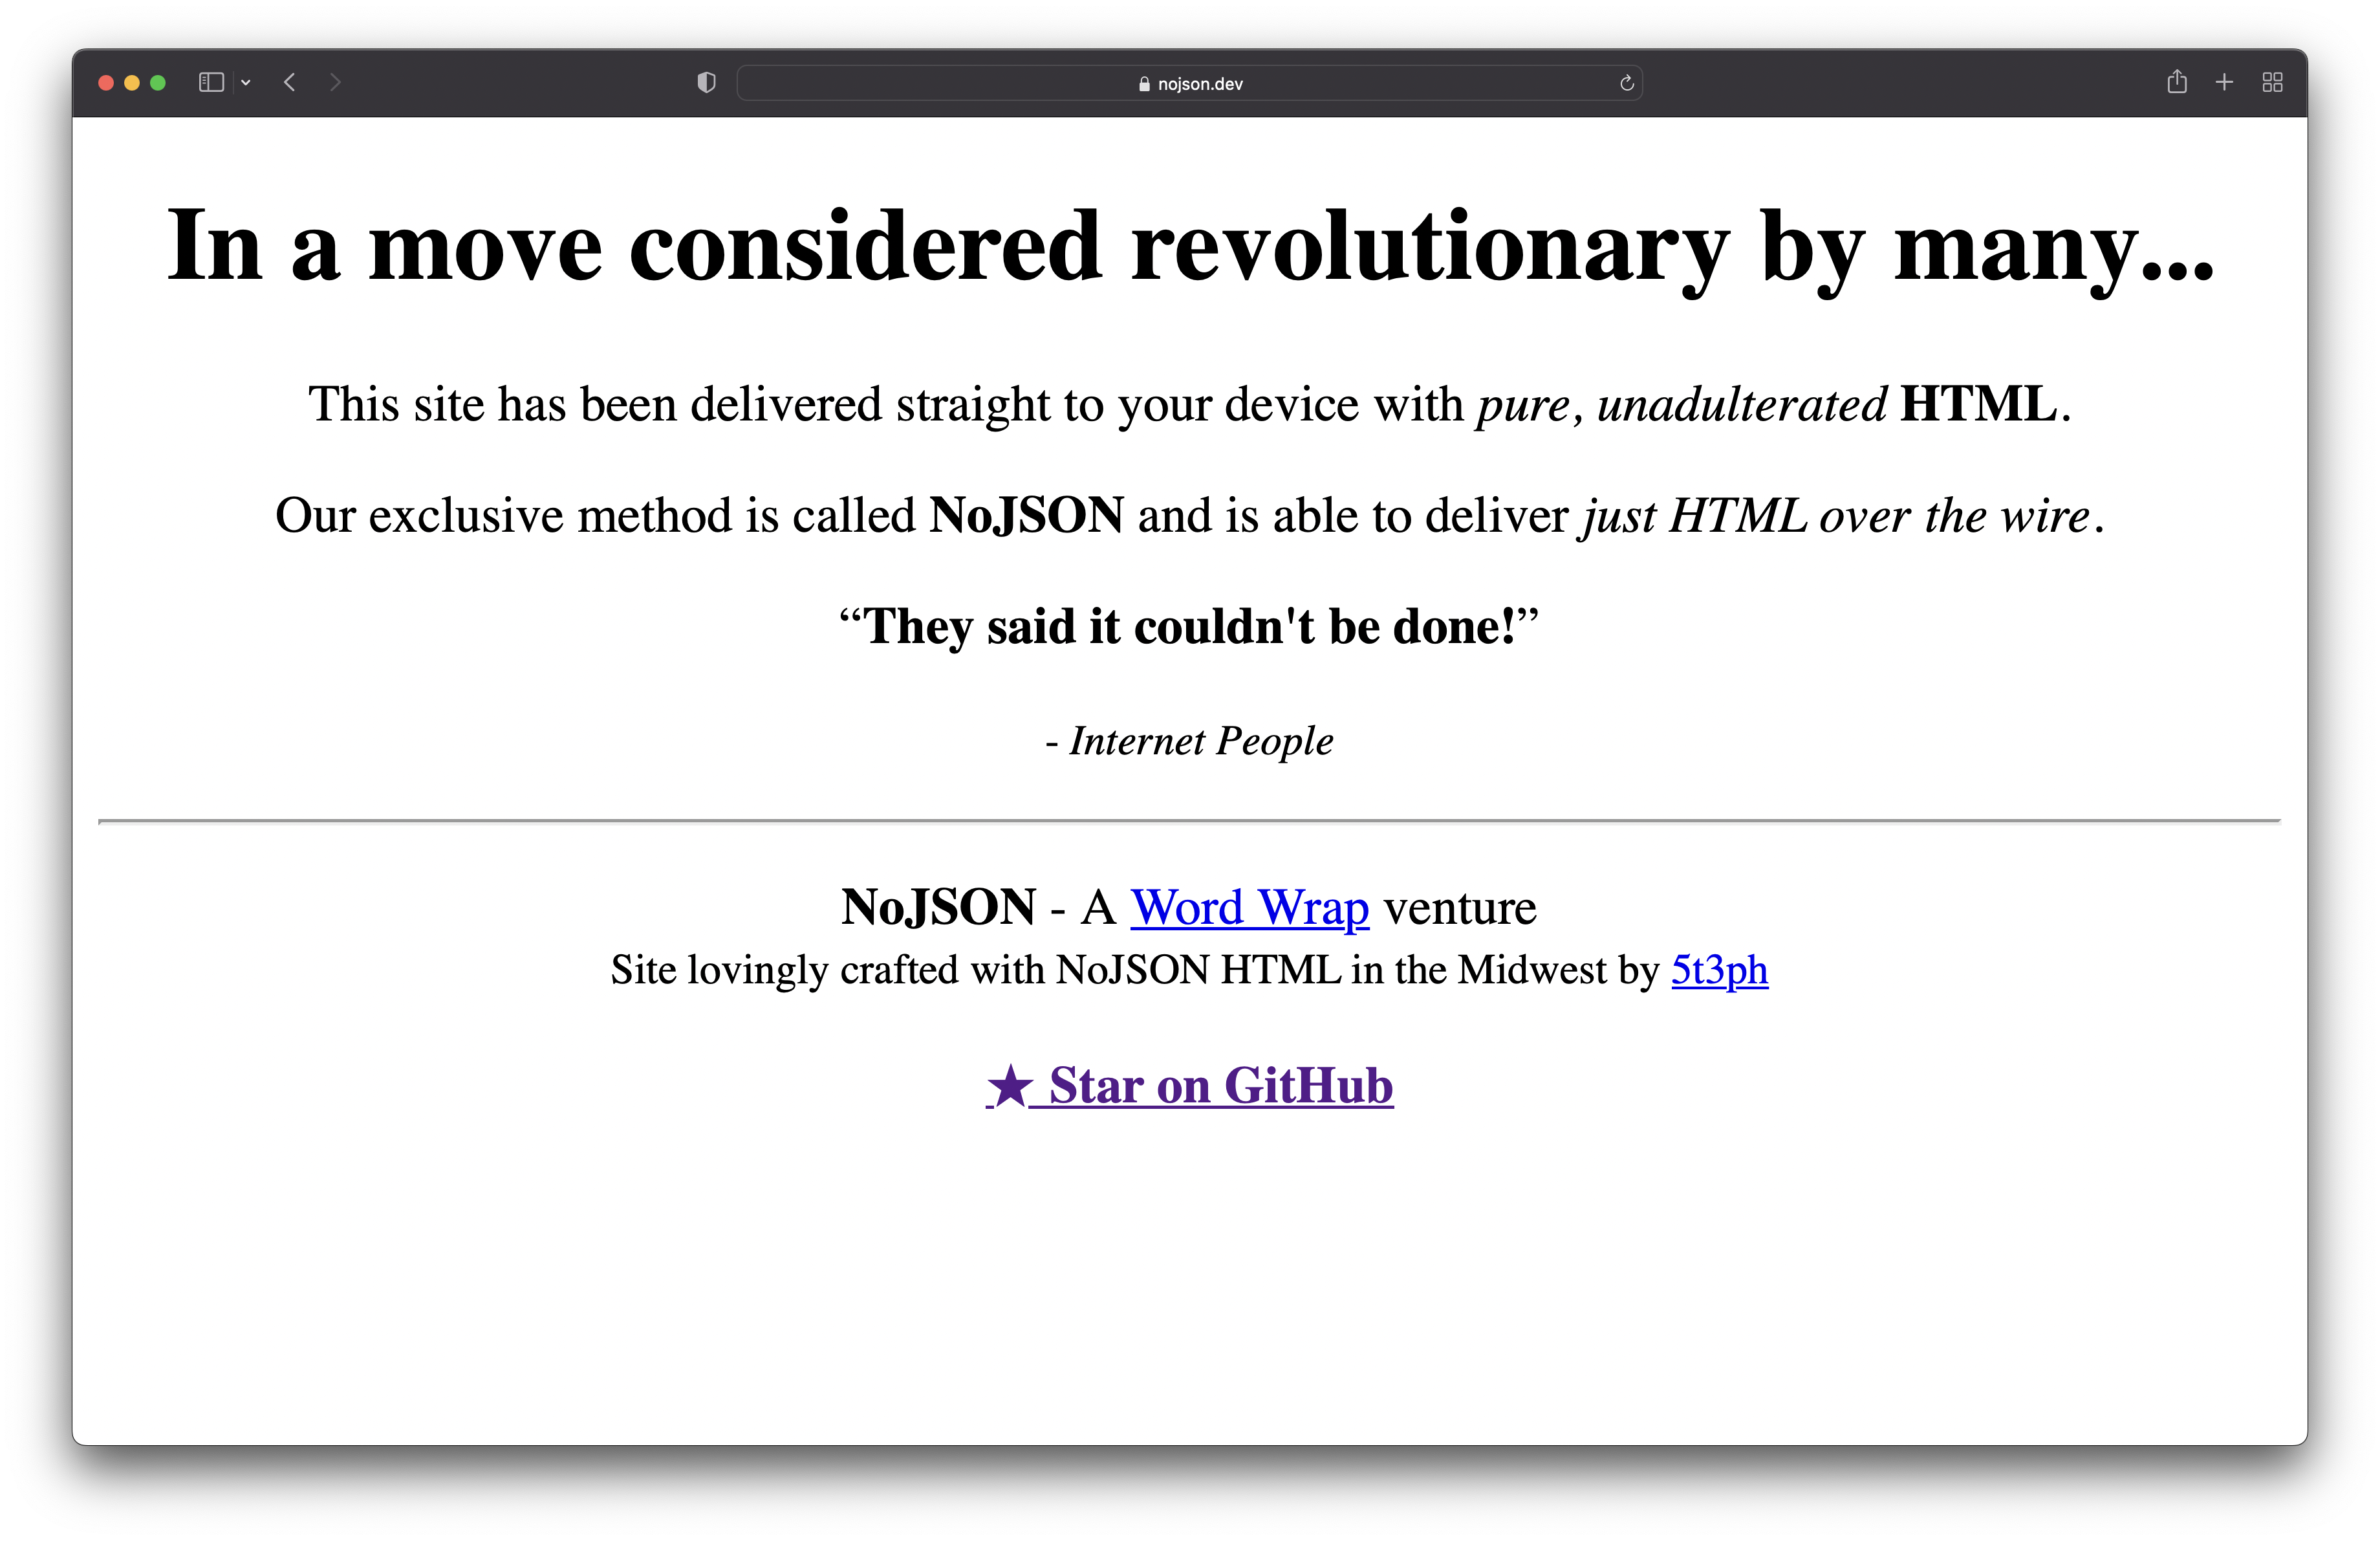 nojson.dev
In a move considered revolutionary by many...
This site has been delivered straight to your device with pure, unadulterated HTML.
Our exclusive method is called NoJSON and is able to deliver just HTML over the wire.
“They said it couldn't be done!”
- Internet People
NoJSON - A Word Wrap venture
Site lovingly crafted with NoJSON HTML in the Midwest by 5t3ph
★ Star on GitHub